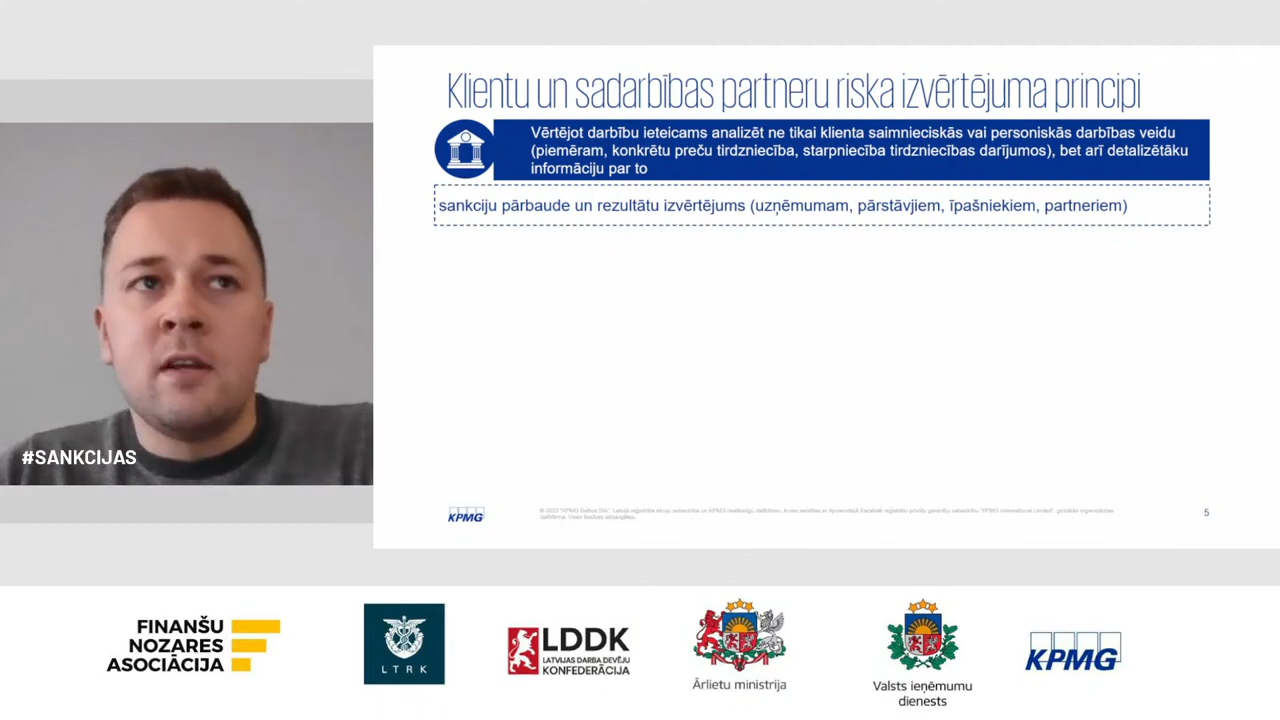 Klientu un sadarbības partneru riska izvērtējuma principi
Vērtējot darbību ieteicams analizēt ne tikai klienta saimnieciskās vai personiskās darbības veidu
(piemēram, konkrētu preču tirdzniecība, starpniecība tirdzniecības darījumos), bet arī detalizētāku
informāciju par to
sankciju pārbaude un rezultātu izvērtējums (uzņēmumam, pārstāvjiem, īpašniekiem, partneriem)
#SANKCIJAS
KPMG
5
FINANŠU
NOZARES
ASOCIĀCIJA
LTRK
LDDK
LATVIJAS DARBA DEVĒJU
KONFEDERĀCIJA
Ārlietu ministrija
Valsts ieņēmumu
dienests
KPMG